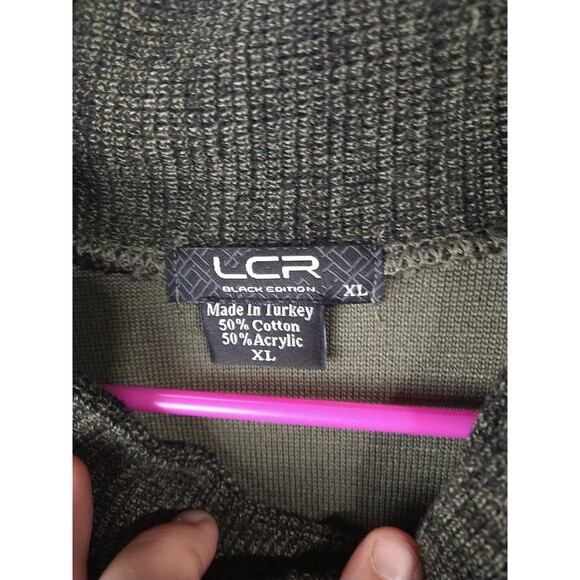 LCR
BLACK EDITION XL
Made In Turkey
50% Cotton
50% Acrylic
XL